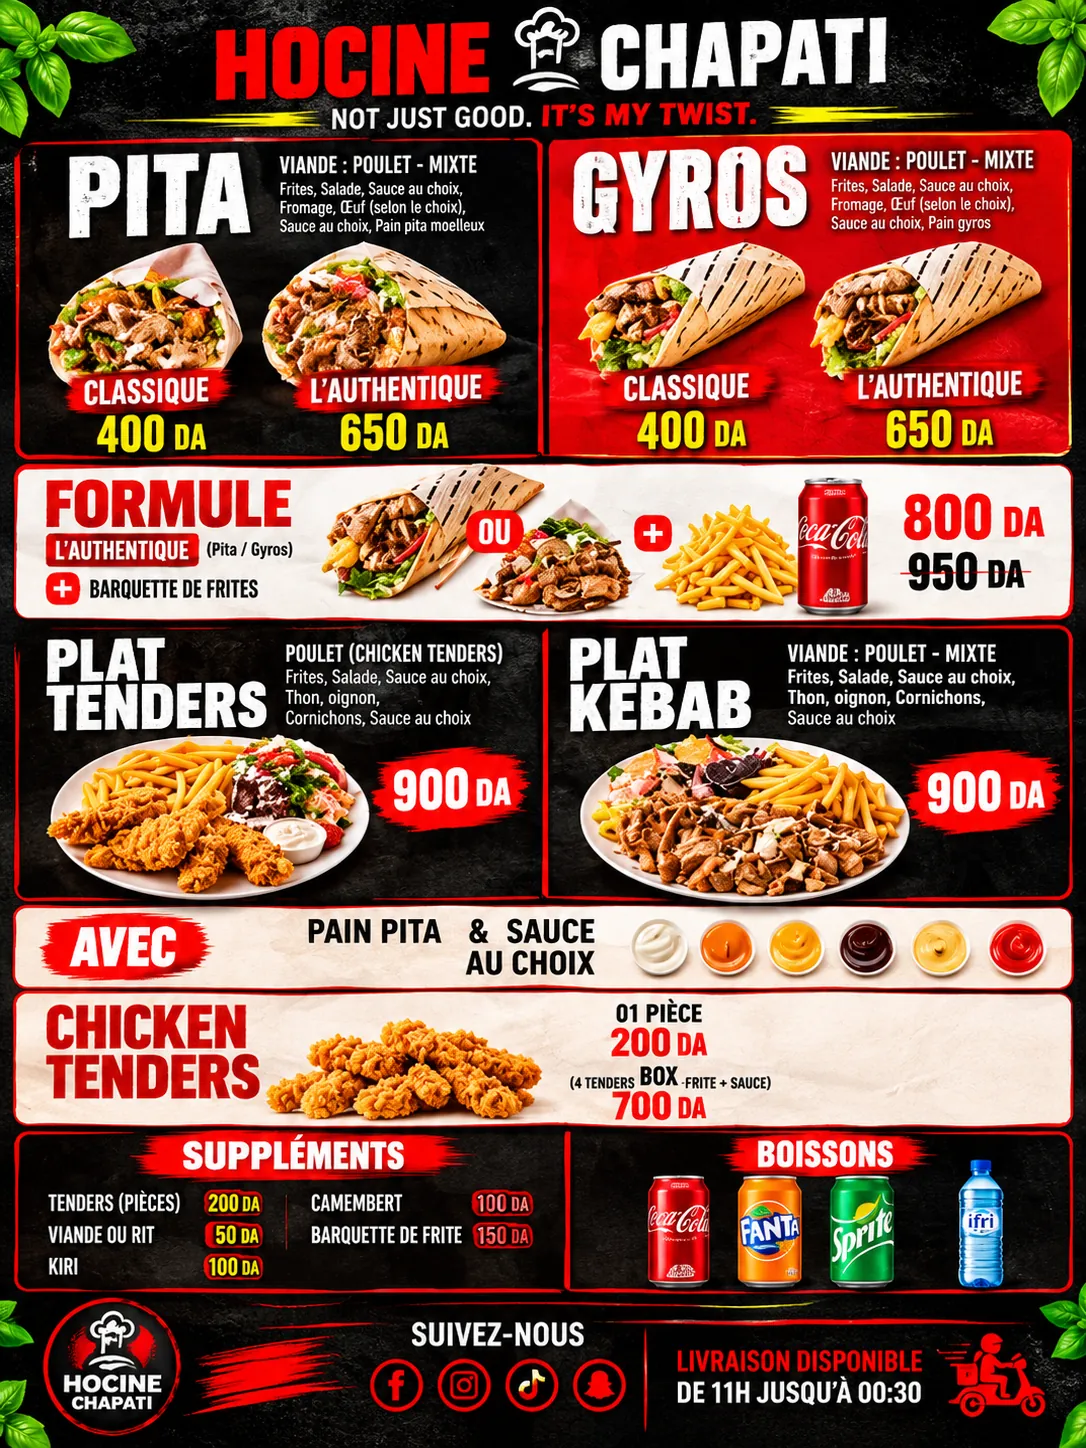 HOCINE CHAPATI
NOT JUST GOOD. IT'S MY TWIST.
PITA
VIANDE : POULET - MIXTE
Frites, Salade, Sauce au choix,
Fromage, Œuf (selon le choix),
Sauce au choix, Pain pita moelleux
CLASSIQUE
400 DA
L'AUTHENTIQUE
650 DA
GYROS
VIANDE : POULET - MIXTE
Frites, Salade, Sauce au choix,
Fromage, Œuf (selon le choix),
Sauce au choix, Pain gyros
CLASSIQUE
400 DA
L'AUTHENTIQUE
650 DA
FORMULE
L'AUTHENTIQUE (Pita / Gyros)
+ BARQUETTE DE FRITES
OU
+
Coca-Cola
800 DA
950 DA
PLAT
TENDERS
POULET (CHICKEN TENDERS)
Frites, Salade, Sauce au choix,
Thon, oignon,
Cornichons, Sauce au choix
900 DA
PLAT
KEBAB
VIANDE : POULET - MIXTE
Frites, Salade, Sauce au choix,
Thon, oignon, Cornichons,
Sauce au choix
900 DA
AVEC
PAIN PITA & SAUCE
AU CHOIX
CHICKEN
TENDERS
01 PIÈCE
200 DA
(4 TENDERS BOX -FRITE + SAUCE)
700 DA
SUPPLÉMENTS
TENDERS (PIÈCES) 200 DA
VIANDE OU RIT 50 DA
KIRI 100 DA
CAMEMBERT 100 DA
BARQUETTE DE FRITE 150 DA
BOISSONS
Coca-Cola
FANTA
Sprite
ifri
HOCINE
CHAPATI
SUIVEZ-NOUS
LIVRAISON DISPONIBLE
DE 11H JUSQU'À 00:30